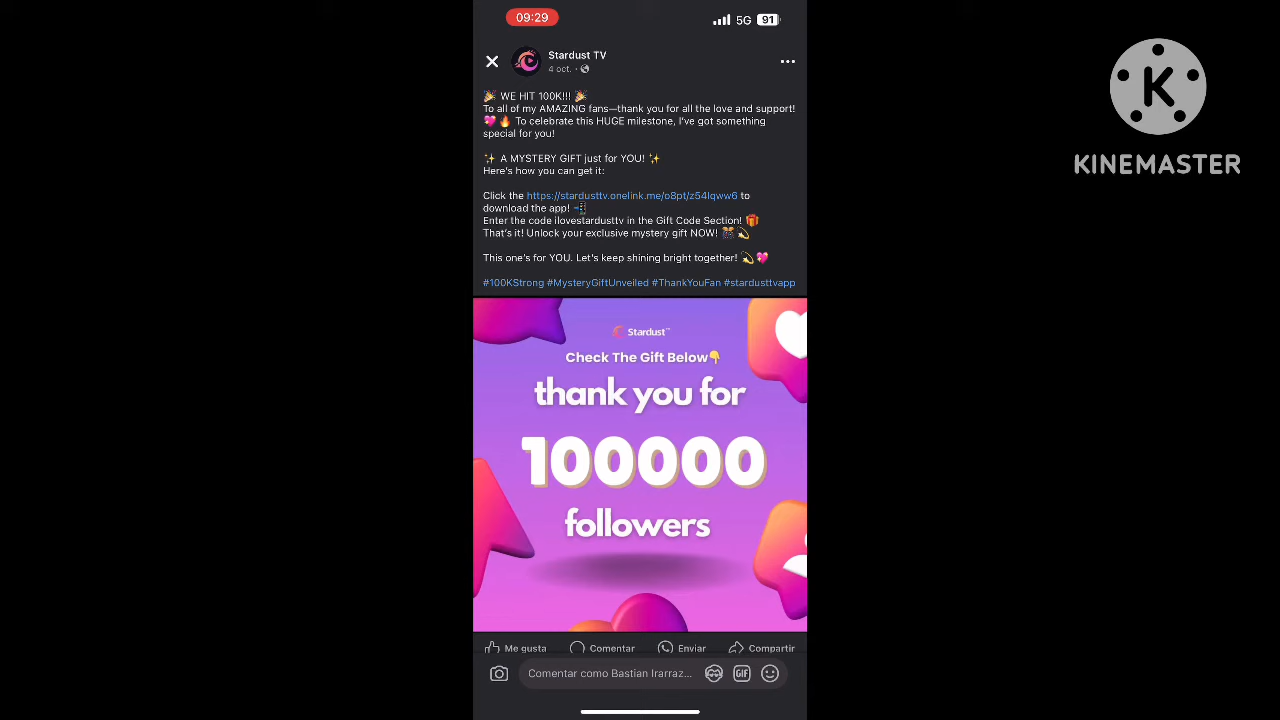 09:29
5G 91
Stardust TV
4 oct. ·
🎉 WE HIT 100K!!! 🎉
To all of my AMAZING fans—thank you for all the love and support!
💖🔥 To celebrate this HUGE milestone, I've got something
special for you!
✨ A MYSTERY GIFT just for YOU! ✨
Here's how you can get it:
Click the https://stardusttv.onelink.me/o8pt/z54lqww6 to
download the app! 📲
Enter the code ilovestardusttv in the Gift Code Section! 🎁
That's it! Unlock your exclusive mystery gift NOW! 🎊💫
This one's for YOU. Let's keep shining bright together! 💫💖
#100KStrong #MysteryGiftUnveiled #ThankYouFan #stardusttvapp
Stardust™
Check The Gift Below👇
thank you for
100000
followers
Me gusta Comentar Enviar Compartir
Comentar como Bastian Irarraz... GIF
K
KINEMASTER